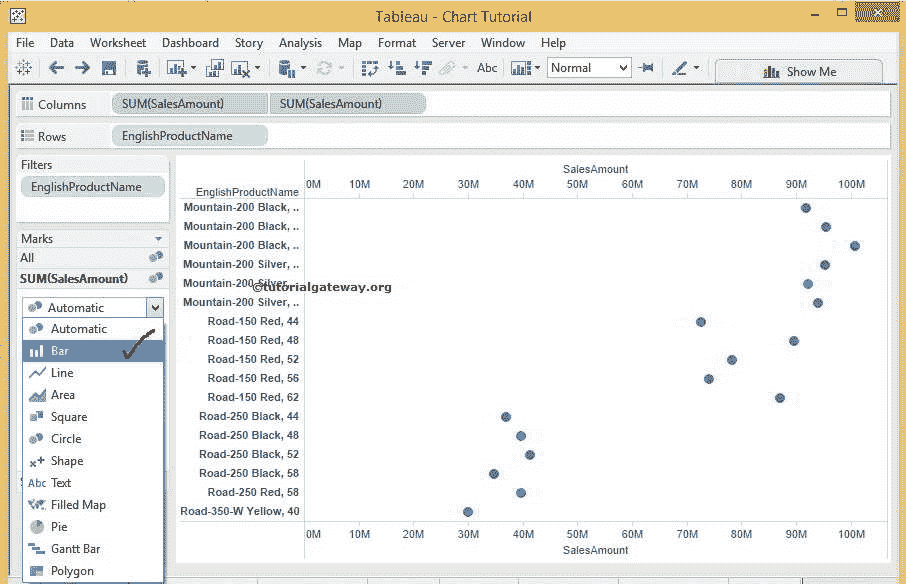 Tableau - Chart Tutorial
File Data Worksheet Dashboard Story Analysis Map Format Server Window Help
Abc Normal Show Me
Columns SUM(SalesAmount) SUM(SalesAmount)
Rows EnglishProductName
Filters
EnglishProductName
Marks
All
SUM(SalesAmount)
Automatic
Automatic
Bar
Line
Area
Square
Circle
Shape
Abc Text
Filled Map
Pie
Gantt Bar
Polygon
SalesAmount
EnglishProductName 0M 10M 20M 30M 40M 50M 60M 70M 80M 90M 100M
Mountain-200 Black, ..
Mountain-200 Black, ..
Mountain-200 Black, ..
Mountain-200 Silver, ..
Mountain-200 Silver, ..
©tutorialgateway.org
Mountain-200 Silver, ..
Road-150 Red, 44
Road-150 Red, 48
Road-150 Red, 52
Road-150 Red, 56
Road-150 Red, 62
Road-250 Black, 44
Road-250 Black, 48
Road-250 Black, 52
Road-250 Black, 58
Road-250 Red, 58
Road-350-W Yellow, 40
0M 10M 20M 30M 40M 50M 60M 70M 80M 90M 100M
SalesAmount